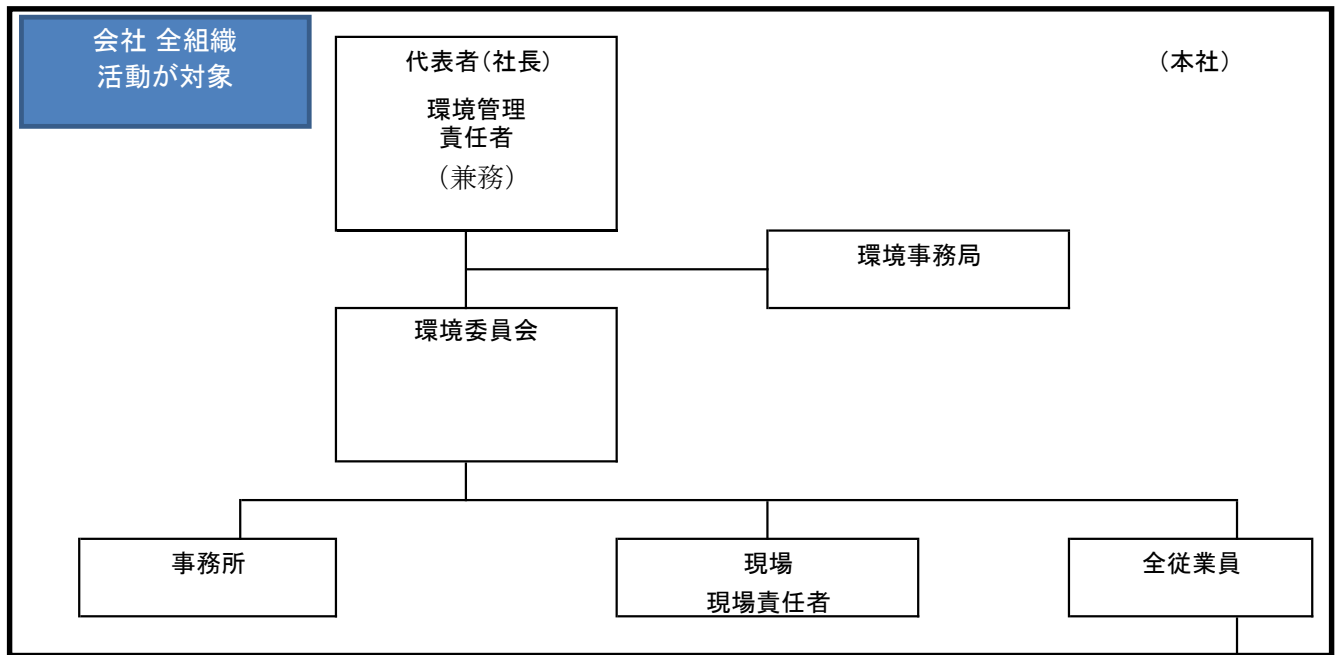 会社 全組織
活動が対象
代表者（社長）
環境管理
責任者
（兼務）
（本社）
環境事務局
環境委員会
事務所
現場
現場責任者
全従業員